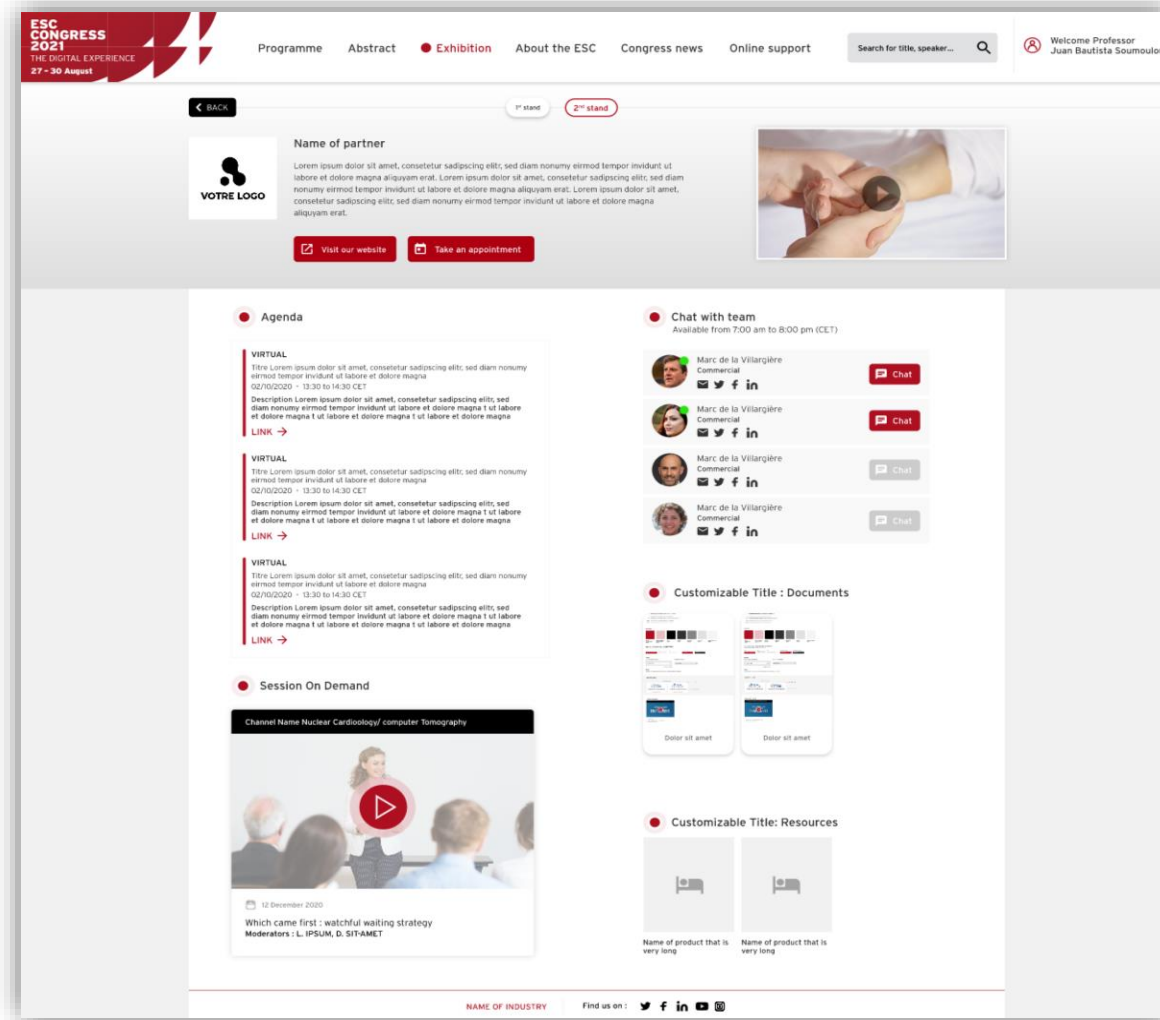 ESC
CONGRESS
2021
THE DIGITAL EXPERIENCE
27 – 30 August
Programme
Abstract
Exhibition
About the ESC
Congress news
Online support
Search for title, speaker...
Welcome Professor
Juan Bautista Soumoulou
BACK
1st stand
2nd stand
VOTRE LOGO
Name of partner
Lorem ipsum dolor sit amet, consetetur sadipscing elitr, sed diam nonumy eirmod tempor invidunt ut
labore et dolore magna aliquyam erat. Lorem ipsum dolor sit amet, consetetur sadipscing elitr, sed diam
nonumy eirmod tempor invidunt ut labore et dolore magna aliquyam erat. Lorem ipsum dolor sit amet,
consetetur sadipscing elitr, sed diam nonumy eirmod tempor invidunt ut labore et dolore magna
aliquyam erat.
Visit our website
Take an appointment
Agenda
VIRTUAL
Titre Lorem ipsum dolor sit amet, consetetur sadipscing elitr, sed diam nonumy
eirmod tempor invidunt ut labore et dolore magna
02/10/2020 - 13:30 to 14:30 CET
Description Lorem ipsum dolor sit amet, consetetur sadipscing elitr, sed
diam nonumy eirmod tempor invidunt ut labore et dolore magna t ut labore
et dolore magna t ut labore et dolore magna t ut labore et dolore magna
LINK →
VIRTUAL
Titre Lorem ipsum dolor sit amet, consetetur sadipscing elitr, sed diam nonumy
eirmod tempor invidunt ut labore et dolore magna
02/10/2020 - 13:30 to 14:30 CET
Description Lorem ipsum dolor sit amet, consetetur sadipscing elitr, sed
diam nonumy eirmod tempor invidunt ut labore et dolore magna t ut labore
et dolore magna t ut labore et dolore magna t ut labore et dolore magna
LINK →
VIRTUAL
Titre Lorem ipsum dolor sit amet, consetetur sadipscing elitr, sed diam nonumy
eirmod tempor invidunt ut labore et dolore magna
02/10/2020 - 13:30 to 14:30 CET
Description Lorem ipsum dolor sit amet, consetetur sadipscing elitr, sed
diam nonumy eirmod tempor invidunt ut labore et dolore magna t ut labore
et dolore magna t ut labore et dolore magna t ut labore et dolore magna
LINK →
Session On Demand
Channel Name Nuclear Cardioology/ computer Tomography
12 December 2020
Which came first : watchful waiting strategy
Moderators : L. IPSUM, D. SIT-AMET
Chat with team
Available from 7:00 am to 8:00 pm (CET)
Marc de la Villargière
Commercial
Chat
Marc de la Villargière
Commercial
Chat
Marc de la Villargière
Commercial
Chat
Marc de la Villargière
Commercial
Chat
Customizable Title : Documents
Dolor sit amet
Dolor sit amet
Customizable Title: Resources
Name of product that is
very long
Name of product that is
very long
NAME OF INDUSTRY
Find us on :